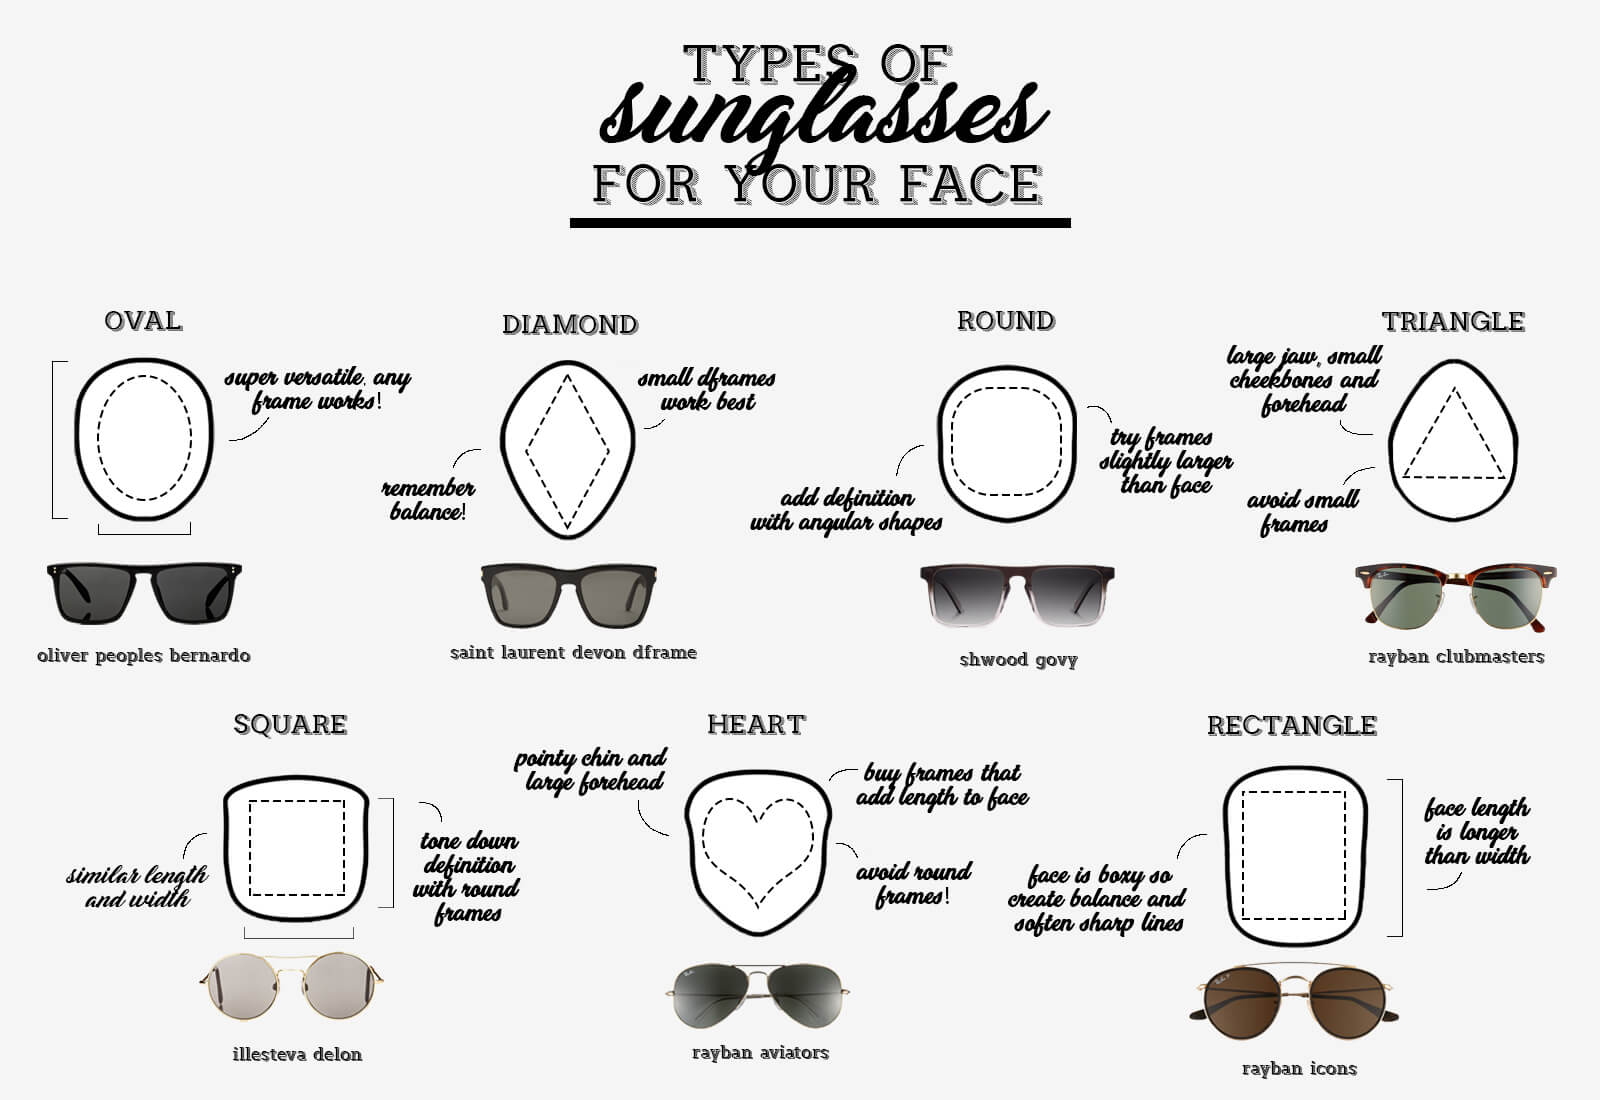 TYPES OF
sunglasses
FOR YOUR FACE
OVAL
super versatile, any
frame works!
oliver peoples bernardo
DIAMOND
small dframes
work best
remember
balance!
saint laurent devon dframe
ROUND
try frames
slightly larger
than face
add definition
with angular shapes
shwood govy
TRIANGLE
large jaw, small
cheekbones and
forehead
avoid small
frames
rayban clubmasters
SQUARE
similar length
and width
tone down
definition
with round
frames
illesteva delon
HEART
pointy chin and
large forehead
buy frames that
add length to face
avoid round
frames!
rayban aviators
RECTANGLE
face length
is longer
than width
face is boxy so
create balance and
soften sharp lines
rayban icons